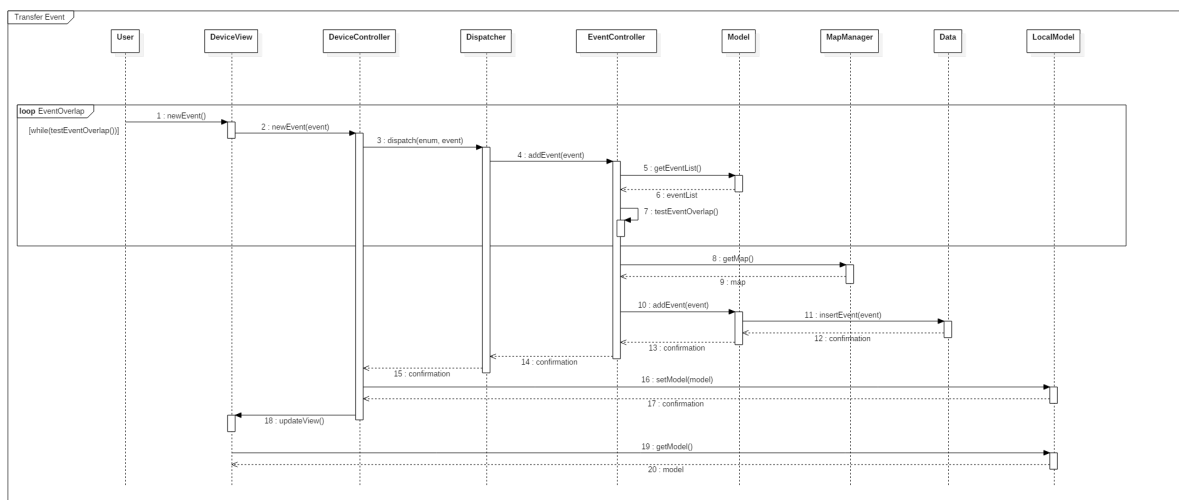 Transfer Event
User
DeviceView
DeviceController
Dispatcher
EventController
Model
MapManager
Data
LocalModel
loop EventOverlap
[while(testEventOverlap())]
1 : newEvent()
2 : newEvent(event)
3 : dispatch(enum, event)
4 : addEvent(event)
5 : getEventList()
6 : eventList
7 : testEventOverlap()
8 : getMap()
9 : map
10 : addEvent(event)
11 : insertEvent(event)
12 : confirmation
13 : confirmation
14 : confirmation
15 : confirmation
16 : setModel(model)
17 : confirmation
18 : updateView()
19 : getModel()
20 : model